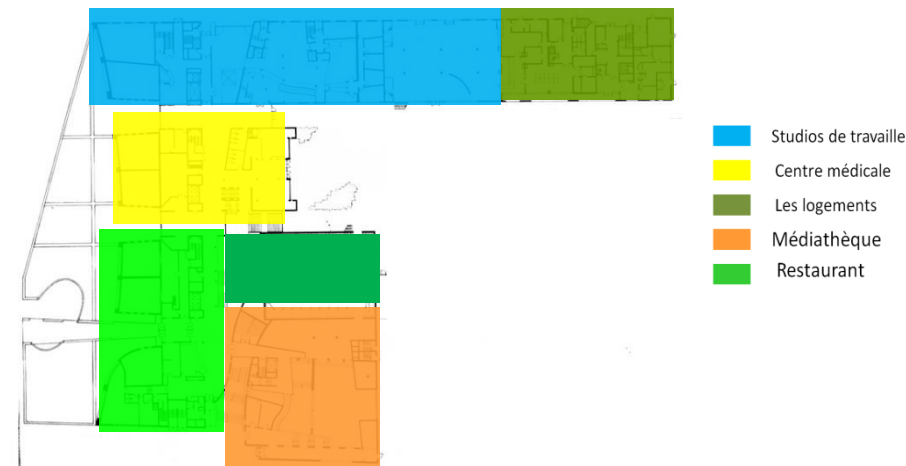 Studios de travaille
Centre médicale
Les logements
Médiathèque
Restaurant